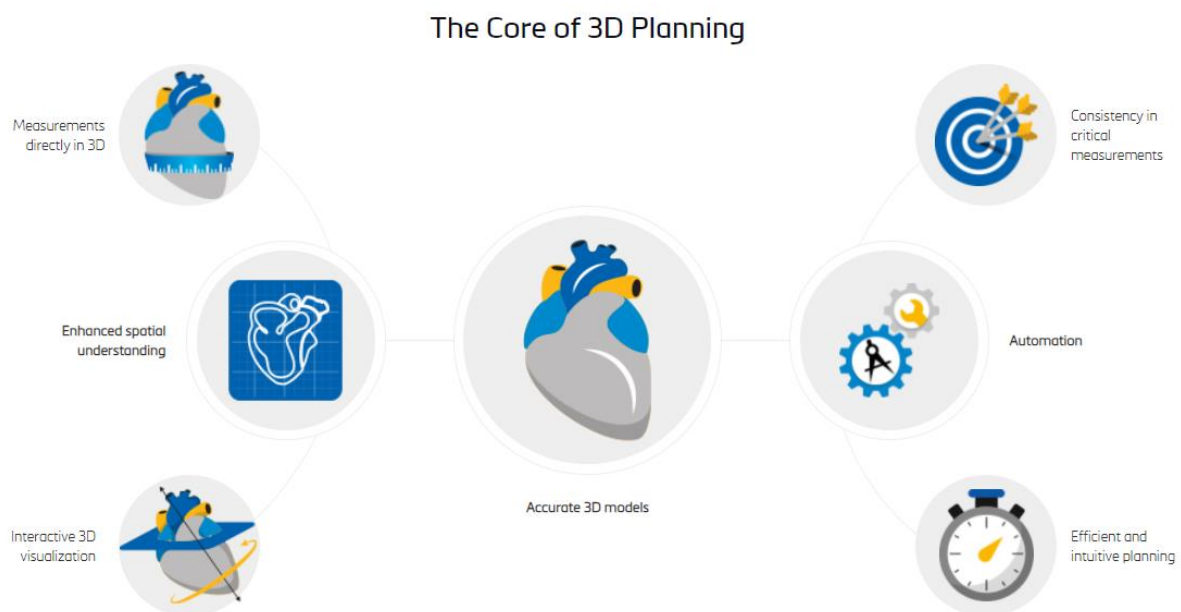 The Core of 3D Planning
Measurements
directly in 3D
Consistency in
critical
measurements
Enhanced spatial
understanding
Automation
Accurate 3D models
Interactive 3D
visualization
Efficient and
intuitive planning